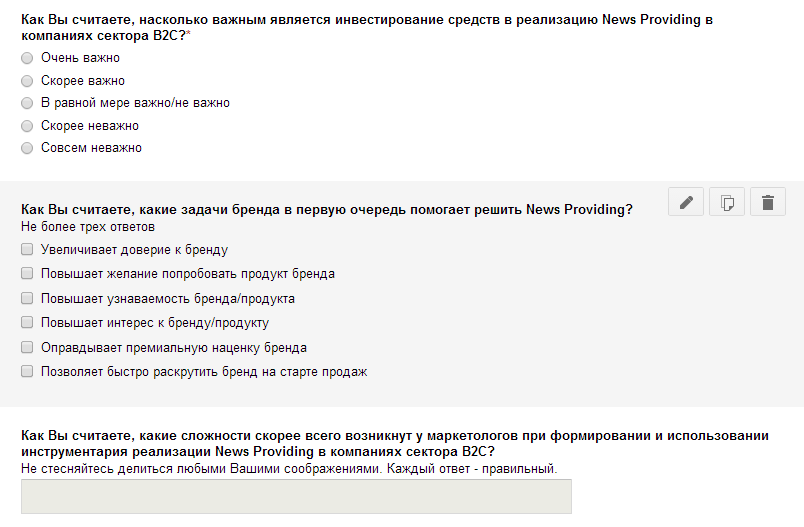 Как Вы считаете, насколько важным является инвестирование средств в реализацию News Providing в
компаниях сектора B2C?*
Очень важно
Скорее важно
В равной мере важно/не важно
Скорее неважно
Совсем неважно
Как Вы считаете, какие задачи бренда в первую очередь помогает решить News Providing?
Не более трех ответов
Увеличивает доверие к бренду
Повышает желание попробовать продукт бренда
Повышает узнаваемость бренда/продукта
Повышает интерес к бренду/продукту
Оправдывает премиальную наценку бренда
Позволяет быстро раскрутить бренд на старте продаж
Как Вы считаете, какие сложности скорее всего возникнут у маркетологов при формировании и использовании
инструментария реализации News Providing в компаниях сектора B2C?
Не стесняйтесь делиться любыми Вашими соображениями. Каждый ответ - правильный.